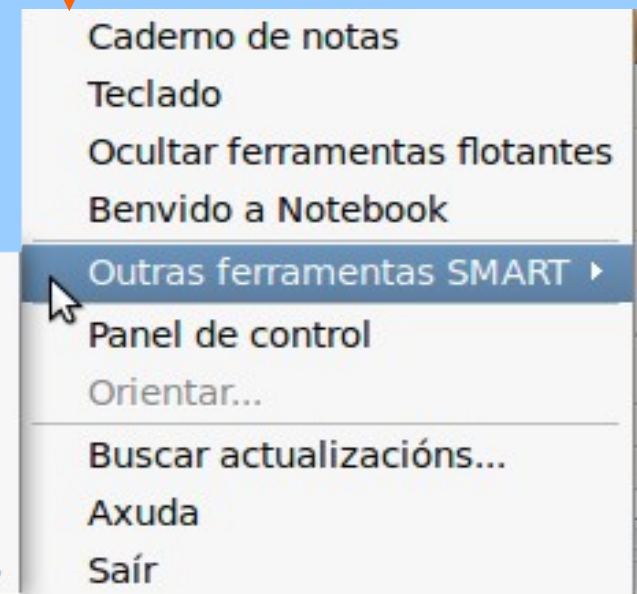 Caderno de notas
Teclado
Ocultar ferramentas flotantes
Benvido a Notebook
Outras ferramentas SMART
Panel de control
Orientar...
Buscar actualizacións...
Axuda
Saír